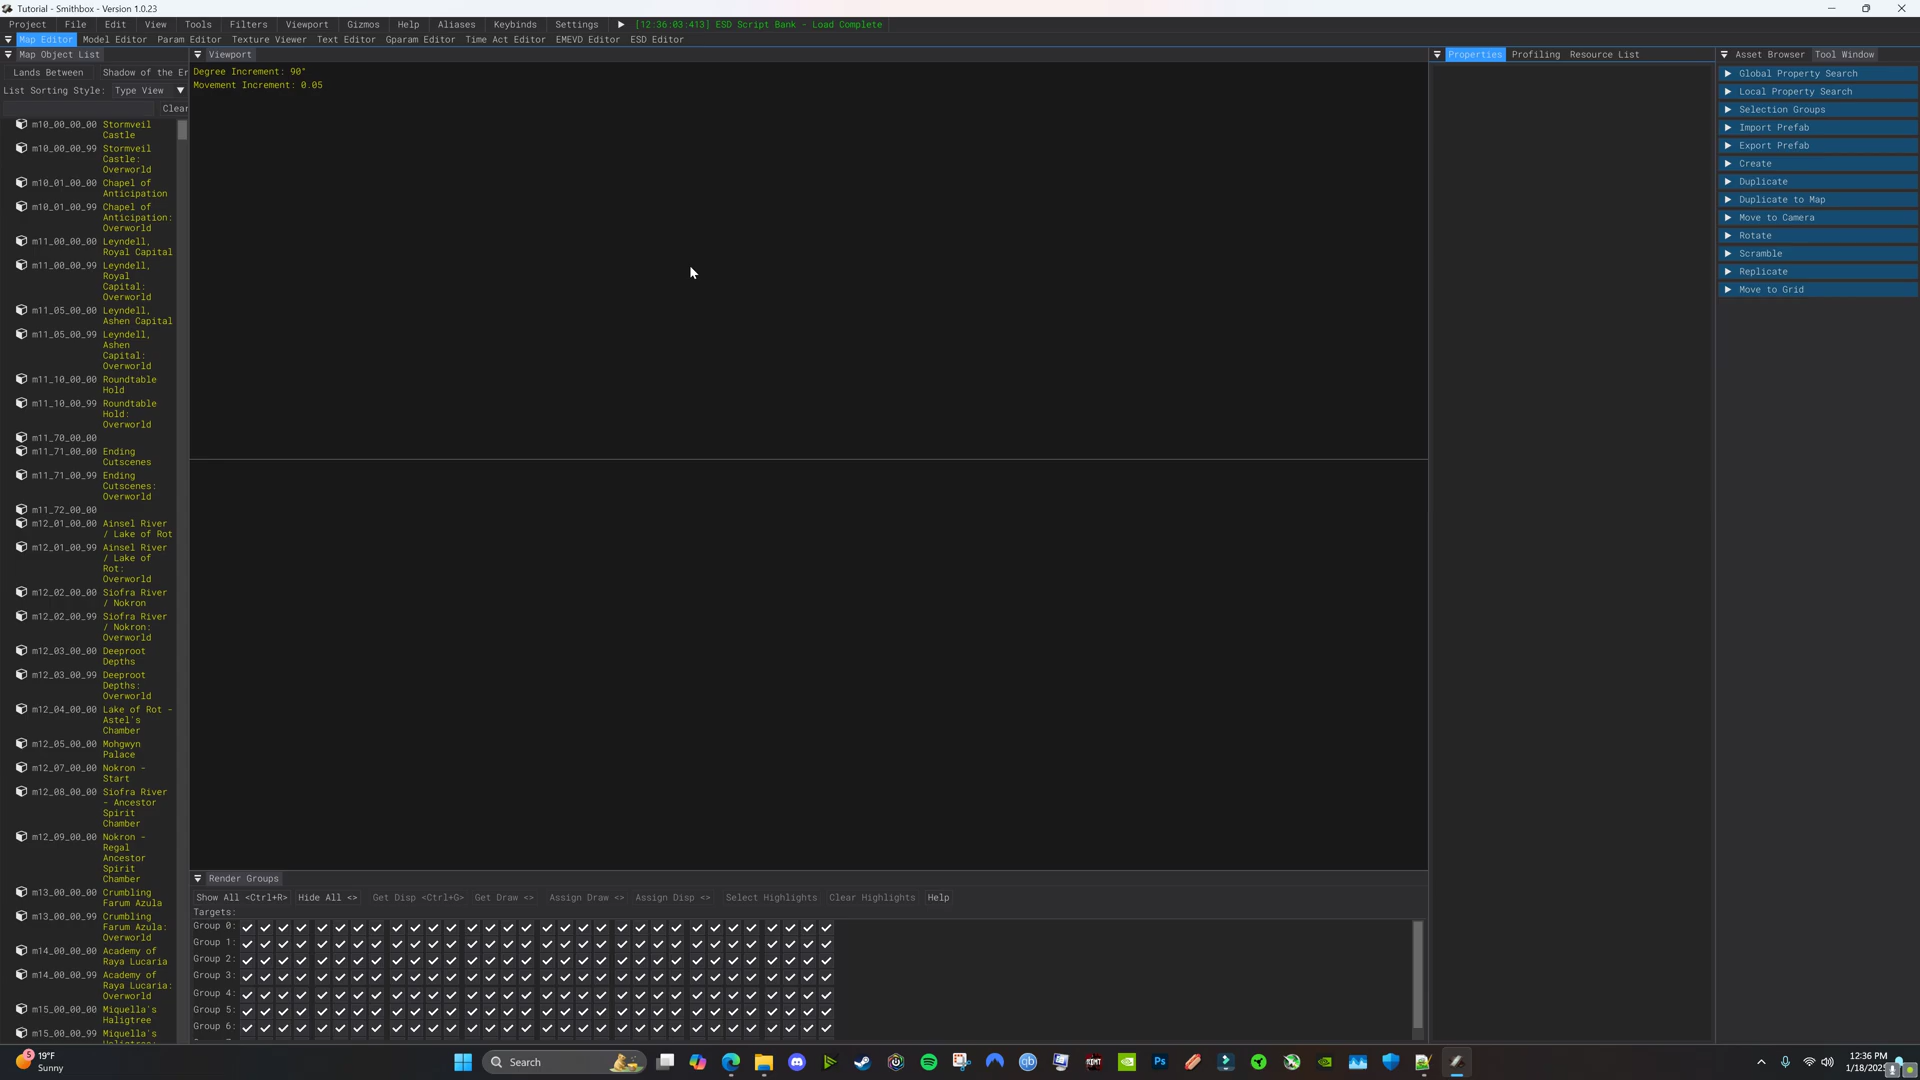 Tutorial - Smithbox - Version 1.0.23
Project File Edit View Tools Filters Viewport Gizmos Help Aliases Keybinds Settings [12:36:03:413] ESD Script Bank - Load Complete
Map Editor Model Editor Param Editor Texture Viewer Text Editor Gparam Editor Time Act Editor EMEVD Editor ESD Editor
Map Object List
Lands Between Shadow of the Er
List Sorting Style: Type View
Clear
m10_00_00_00 Stormveil
Castle
m10_00_00_99 Stormveil
Castle:
Overworld
m10_01_00_00 Chapel of
Anticipation
m10_01_00_99 Chapel of
Anticipation:
Overworld
m11_00_00_00 Leyndell,
Royal Capital
m11_00_00_99 Leyndell,
Royal
Capital:
Overworld
m11_05_00_00 Leyndell,
Ashen Capital
m11_05_00_99 Leyndell,
Ashen
Capital:
Overworld
m11_10_00_00 Roundtable
Hold
m11_10_00_99 Roundtable
Hold:
Overworld
m11_70_00_00
m11_71_00_00 Ending
Cutscenes
m11_71_00_99 Ending
Cutscenes:
Overworld
m11_72_00_00
m12_01_00_00 Ainsel River
/ Lake of Rot
m12_01_00_99 Ainsel River
/ Lake of
Rot:
Overworld
m12_02_00_00 Siofra River
/ Nokron
m12_02_00_99 Siofra River
/ Nokron:
Overworld
m12_03_00_00 Deeproot
Depths
m12_03_00_99 Deeproot
Depths:
Overworld
m12_04_00_00 Lake of Rot -
Astel's
Chamber
m12_05_00_00 Mohgwyn
Palace
m12_07_00_00 Nokron -
Start
m12_08_00_00 Siofra River
- Ancestor
Spirit
Chamber
m12_09_00_00 Nokron -
Regal
Ancestor
Spirit
Chamber
m13_00_00_00 Crumbling
Farum Azula
m13_00_00_99 Crumbling
Farum Azula:
Overworld
m14_00_00_00 Academy of
Raya Lucaria
m14_00_00_99 Academy of
Raya Lucaria:
Overworld
m15_00_00_00 Miquella's
Haligtree
m15_00_00_99 Miquella's
Haligtree:
Viewport
Degree Increment: 90°
Movement Increment: 0.05
Render Groups
Show All <Ctrl+R> Hide All <> Get Disp <Ctrl+G> Get Draw <> Assign Draw <> Assign Disp <> Select Highlights Clear Highlights Help
Targets:
Group 0:
Group 1:
Group 2:
Group 3:
Group 4:
Group 5:
Group 6:
Properties Profiling Resource List
Asset Browser Tool Window
Global Property Search
Local Property Search
Selection Groups
Import Prefab
Export Prefab
Create
Duplicate
Duplicate to Map
Move to Camera
Rotate
Scramble
Replicate
Move to Grid
5
19°F
Sunny
Search
12:36 PM